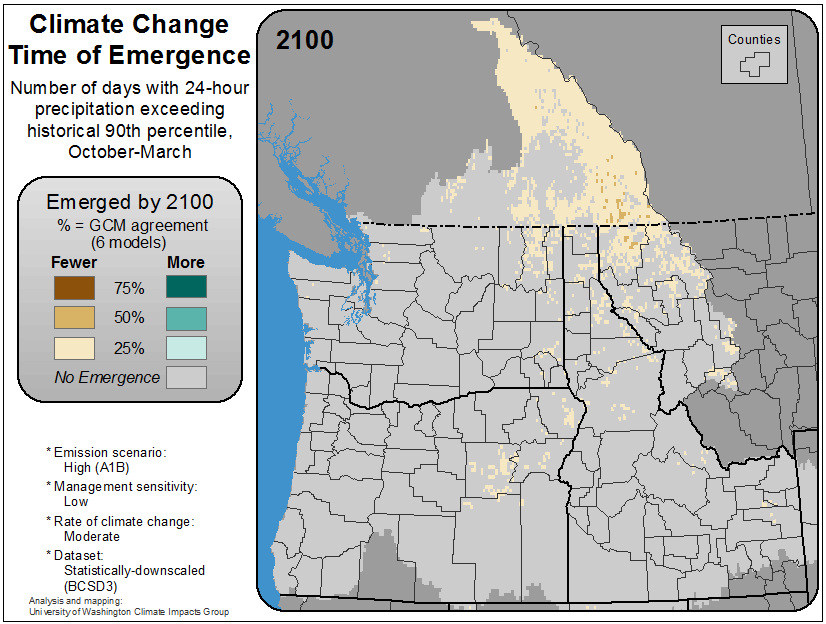 Climate Change
Time of Emergence
Number of days with 24-hour
precipitation exceeding
historical 90th percentile,
October-March
Emerged by 2100
% = GCM agreement
(6 models)
Fewer More
75%
50%
25%
No Emergence
* Emission scenario:
High (A1B)
* Management sensitivity:
Low
* Rate of climate change:
Moderate
* Dataset:
Statistically-downscaled
(BCSD3)
Analysis and mapping:
University of Washington Climate Impacts Group
2100
Counties